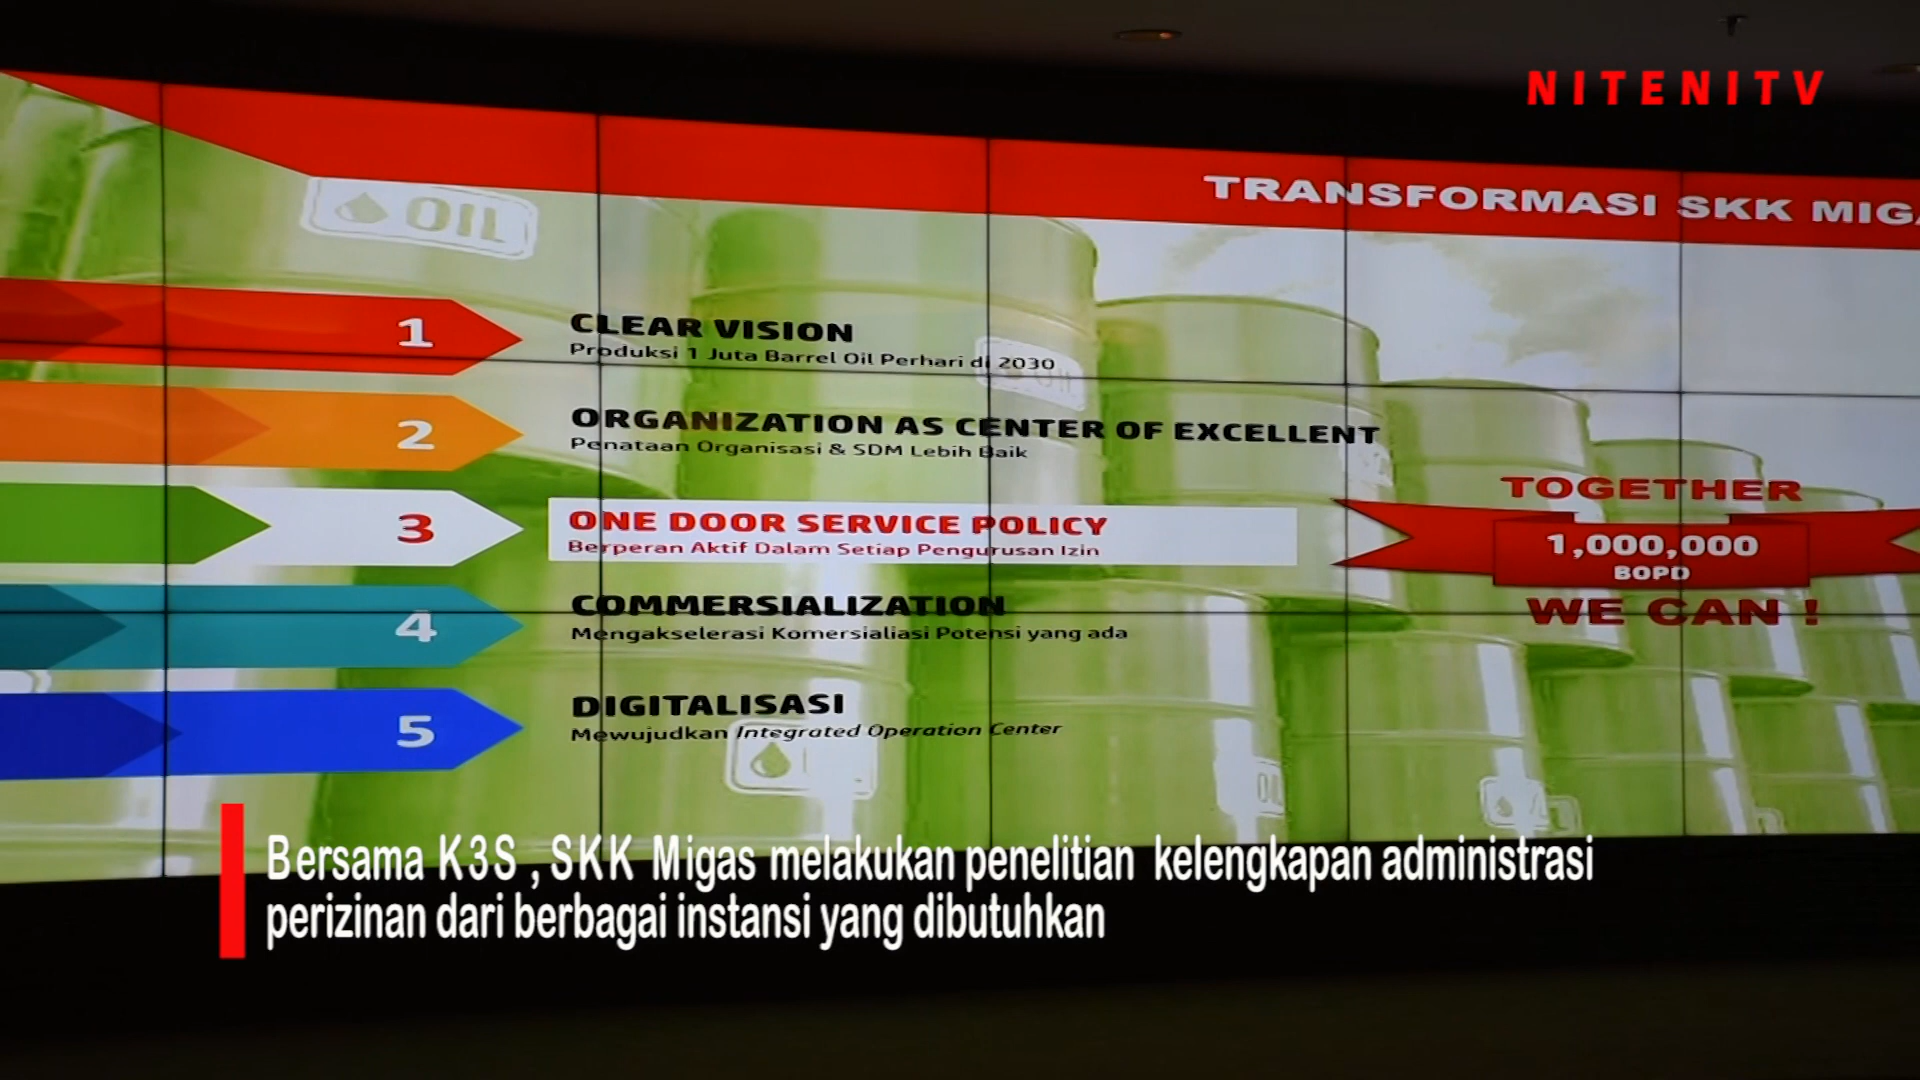 NITENITV
TRANSFORMASI SKK
OIL
1
CLEAR VISION
Produksi 1 Juta Barrel Oil Perhari di 2030
2
ORGANIZATION AS CENTER OF EXCELLENT
Penataan Organisasi & SDM Lebih Baik
3
ONE DOOR SERVICE POLICY
Berperan Aktif Dalam Setiap Pengurusan Izin
4
COMMERSIALIZATION
Mengakselerasi Komersialiasi Potensi yang ada
5
DIGITALISASI
Mewujudkan Integrated Operation Center
TOGETHER
1,000,000
BOPD
WE CAN !
OIL
Bersama K3S , SKK Migas melakukan penelitian kelengkapan administrasi
perizinan dari berbagai instansi yang dibutuhkan